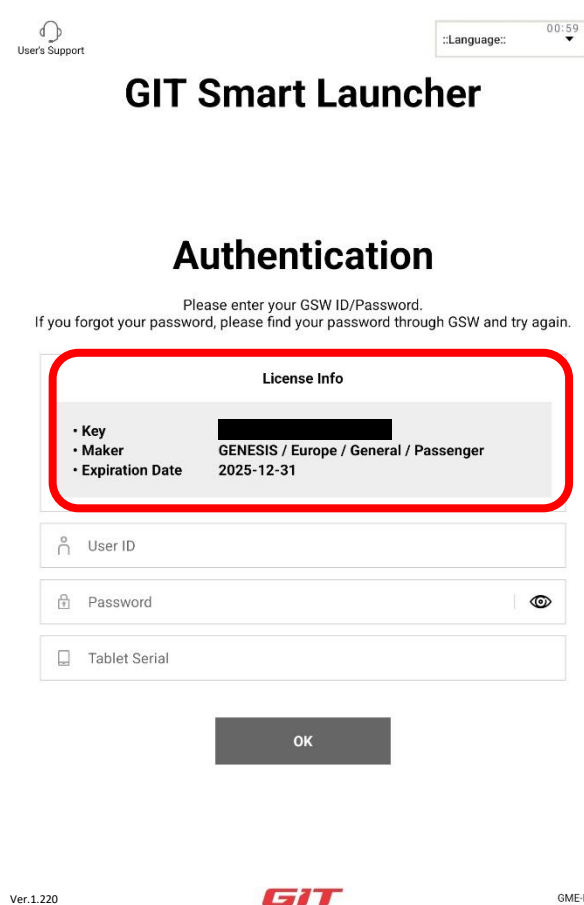 00:59
User's Support
::Language::
GIT Smart Launcher
Authentication
Please enter your GSW ID/Password.
If you forgot your password, please find your password through GSW and try again.
License Info
• Key
• Maker GENESIS / Europe / General / Passenger
• Expiration Date 2025-12-31
User ID
Password
Tablet Serial
OK
Ver.1.220
GIT
GME-